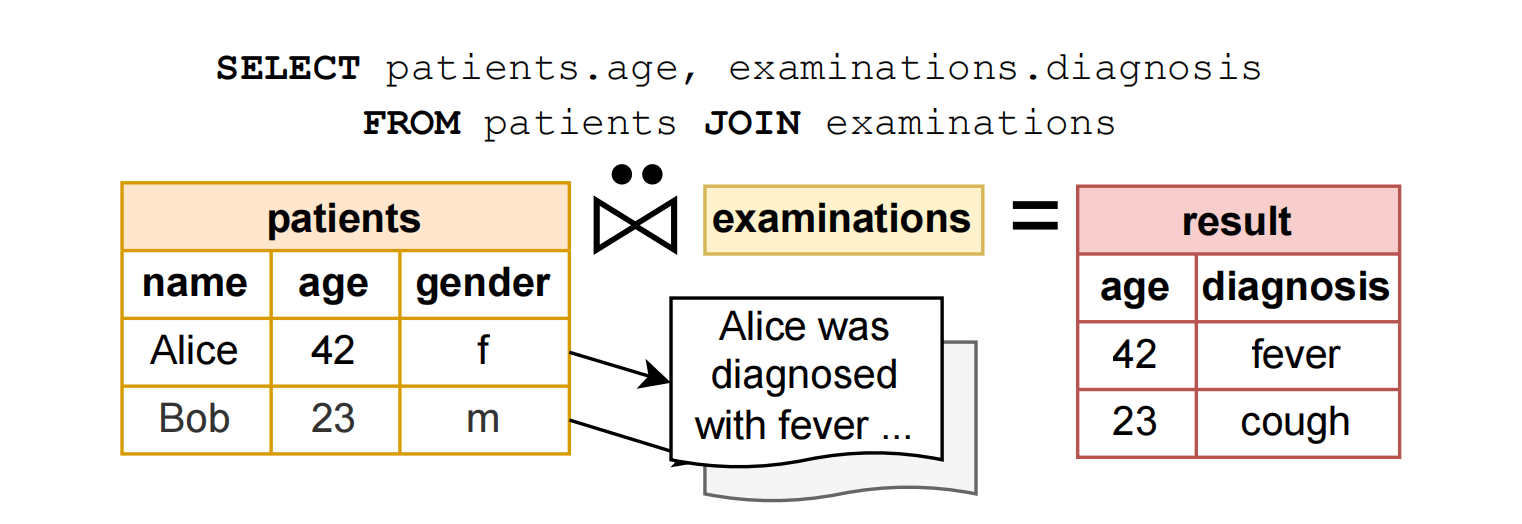 SELECT patients.age, examinations.diagnosis
FROM patients JOIN examinations
patients
name age gender
Alice 42 f
Bob 23 m
⋈
examinations
Alice was
diagnosed
with fever ...
=
result
age diagnosis
42 fever
23 cough